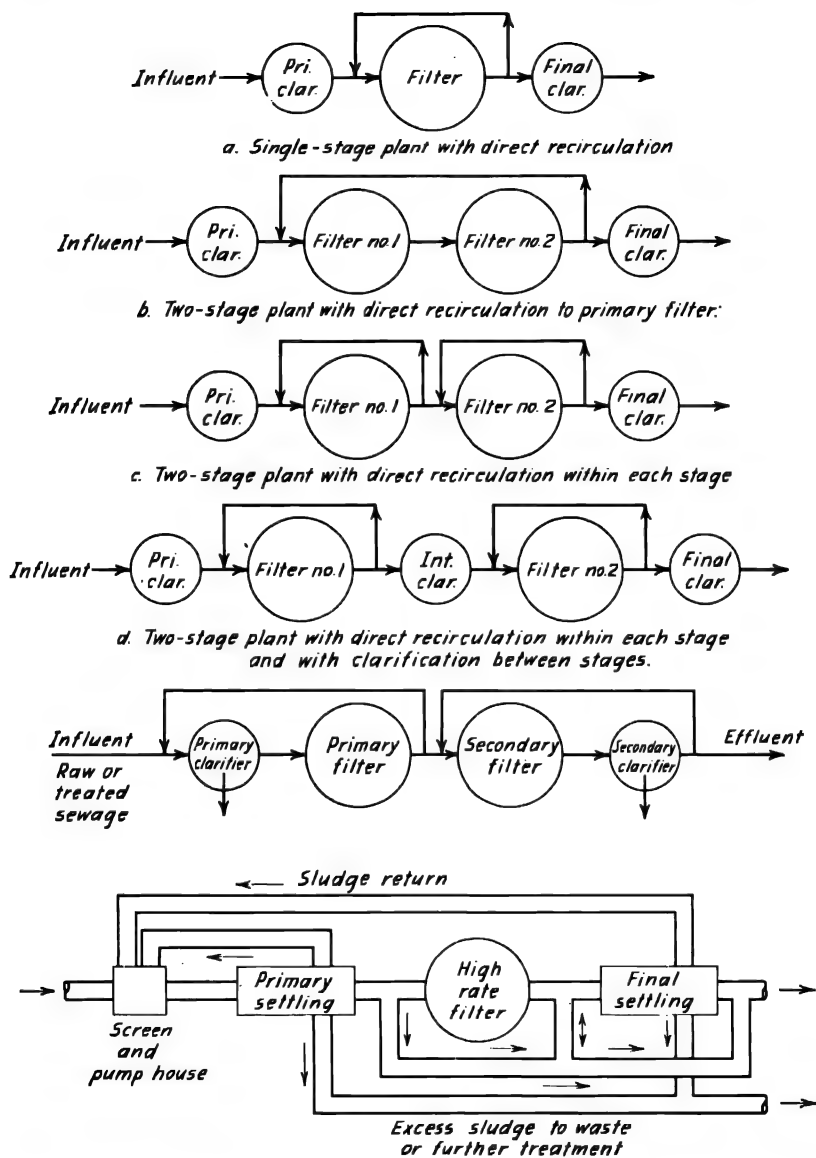 Influent
Pri.
clar.
Filter
Final
clar.
a. Single-stage plant with direct recirculation
Influent
Pri.
clar.
Filter no.1
Filter no.2
Final
clar.
b. Two-stage plant with direct recirculation to primary filter.
Influent
Pri.
clar.
Filter no.1
Filter no.2
Final
clar.
c. Two-stage plant with direct recirculation within each stage
Influent
Pri.
clar.
Filter no.1
Int.
clar.
Filter no.2
Final
clar.
d. Two-stage plant with direct recirculation within each stage
and with clarification between stages.
Influent
Raw or
treated
sewage
Primary
clarifier
Primary
filter
Secondary
filter
Secondary
clarifier
Effluent
Sludge return
Screen
and
pump house
Primary
settling
High
rate
filter
Final
settling
Excess sludge to waste
or further treatment